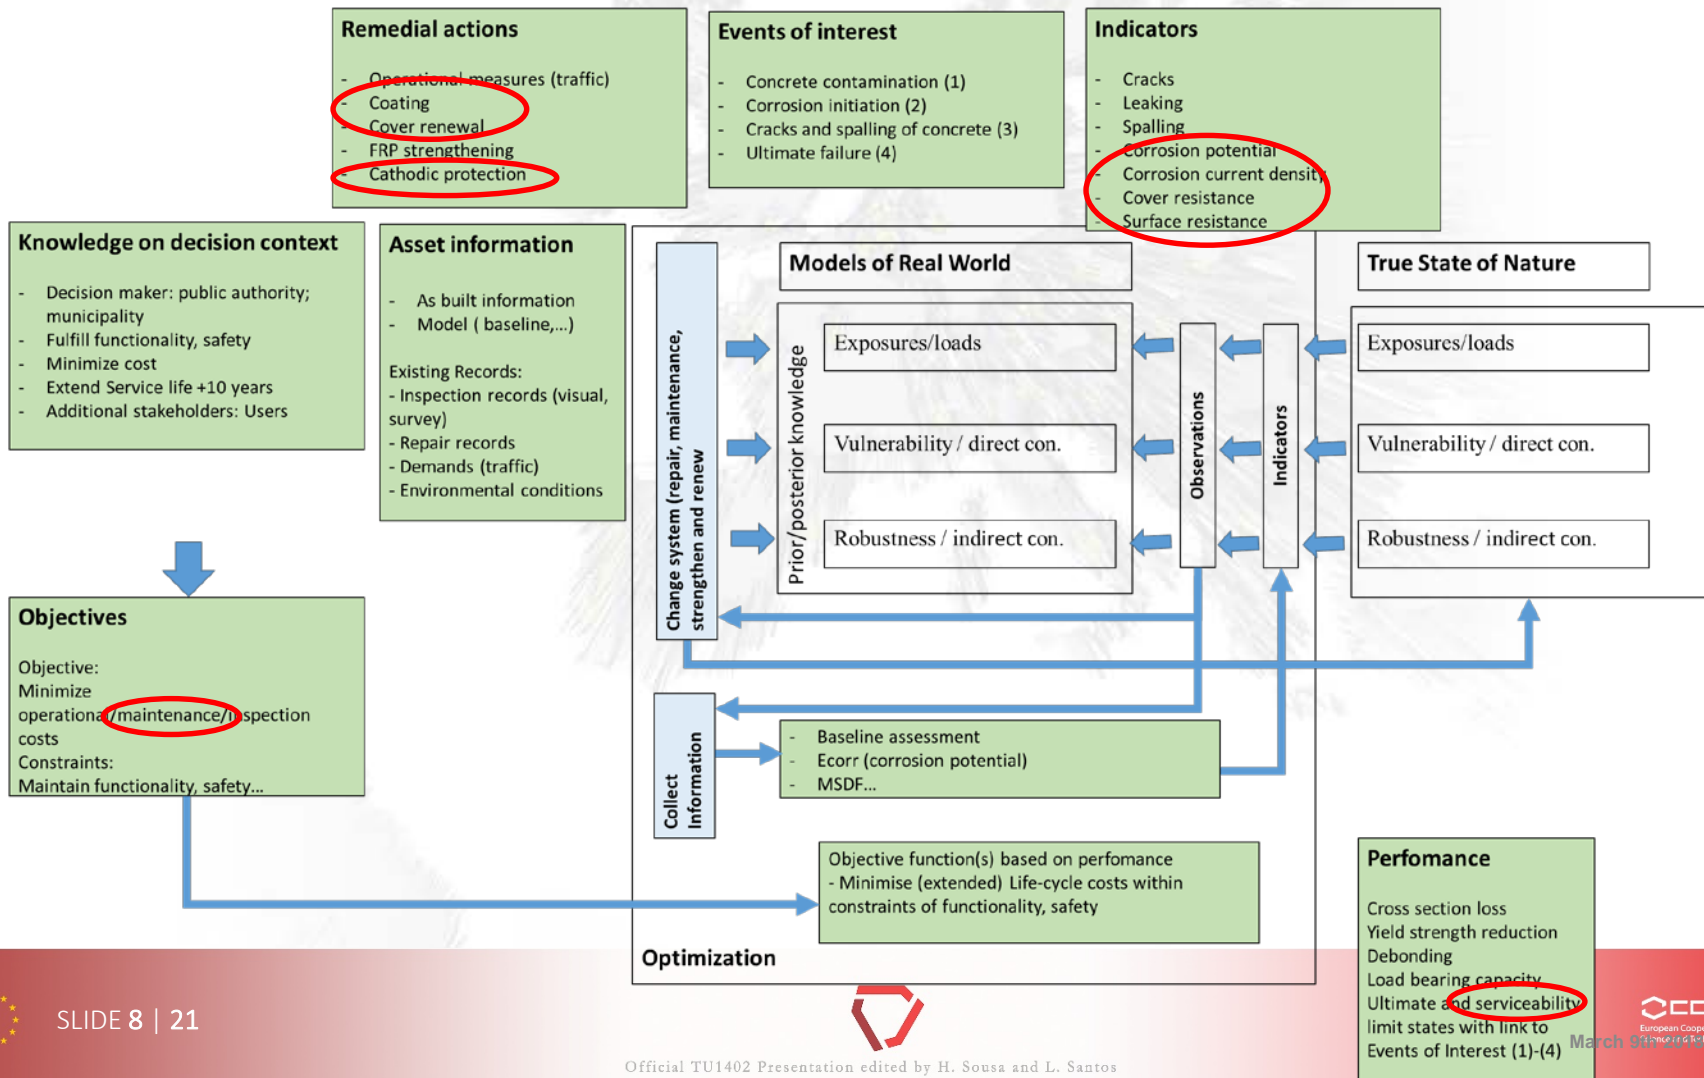 Remedial actions
- Operational measures (traffic)
- Coating
- Cover renewal
- FRP strengthening
- Cathodic protection
Events of interest
- Concrete contamination (1)
- Corrosion initiation (2)
- Cracks and spalling of concrete (3)
- Ultimate failure (4)
Indicators
- Cracks
- Leaking
- Spalling
- Corrosion potential
- Corrosion current density
- Cover resistance
- Surface resistance
Knowledge on decision context
- Decision maker: public authority;
municipality
- Fulfill functionality, safety
- Minimize cost
- Extend Service life +10 years
- Additional stakeholders: Users
Asset information
- As built information
- Model ( baseline,...)
Existing Records:
- Inspection records (visual,
survey)
- Repair records
- Demands (traffic)
- Environmental conditions
Change system (repair, maintenance,
strengthen and renew
Models of Real World
Prior/posterior knowledge
Exposures/loads
Vulnerability / direct con.
Robustness / indirect con.
Observations
Indicators
True State of Nature
Exposures/loads
Vulnerability / direct con.
Robustness / indirect con.
Objectives
Objective:
Minimize
operational/maintenance/inspection
costs
Constraints:
Maintain functionality, safety...
Collect
Information
- Baseline assessment
- Ecorr (corrosion potential)
- MSDF...
Objective function(s) based on perfomance
- Minimise (extended) Life-cycle costs within
constraints of functionality, safety
Optimization
Perfomance
Cross section loss
Yield strength reduction
Debonding
Load bearing capacity
Ultimate and serviceability
limit states with link to
Events of Interest (1)-(4)
SLIDE 8 | 21
March 9th
European Coope
Official TU1402 Presentation edited by H. Sousa and L. Santos